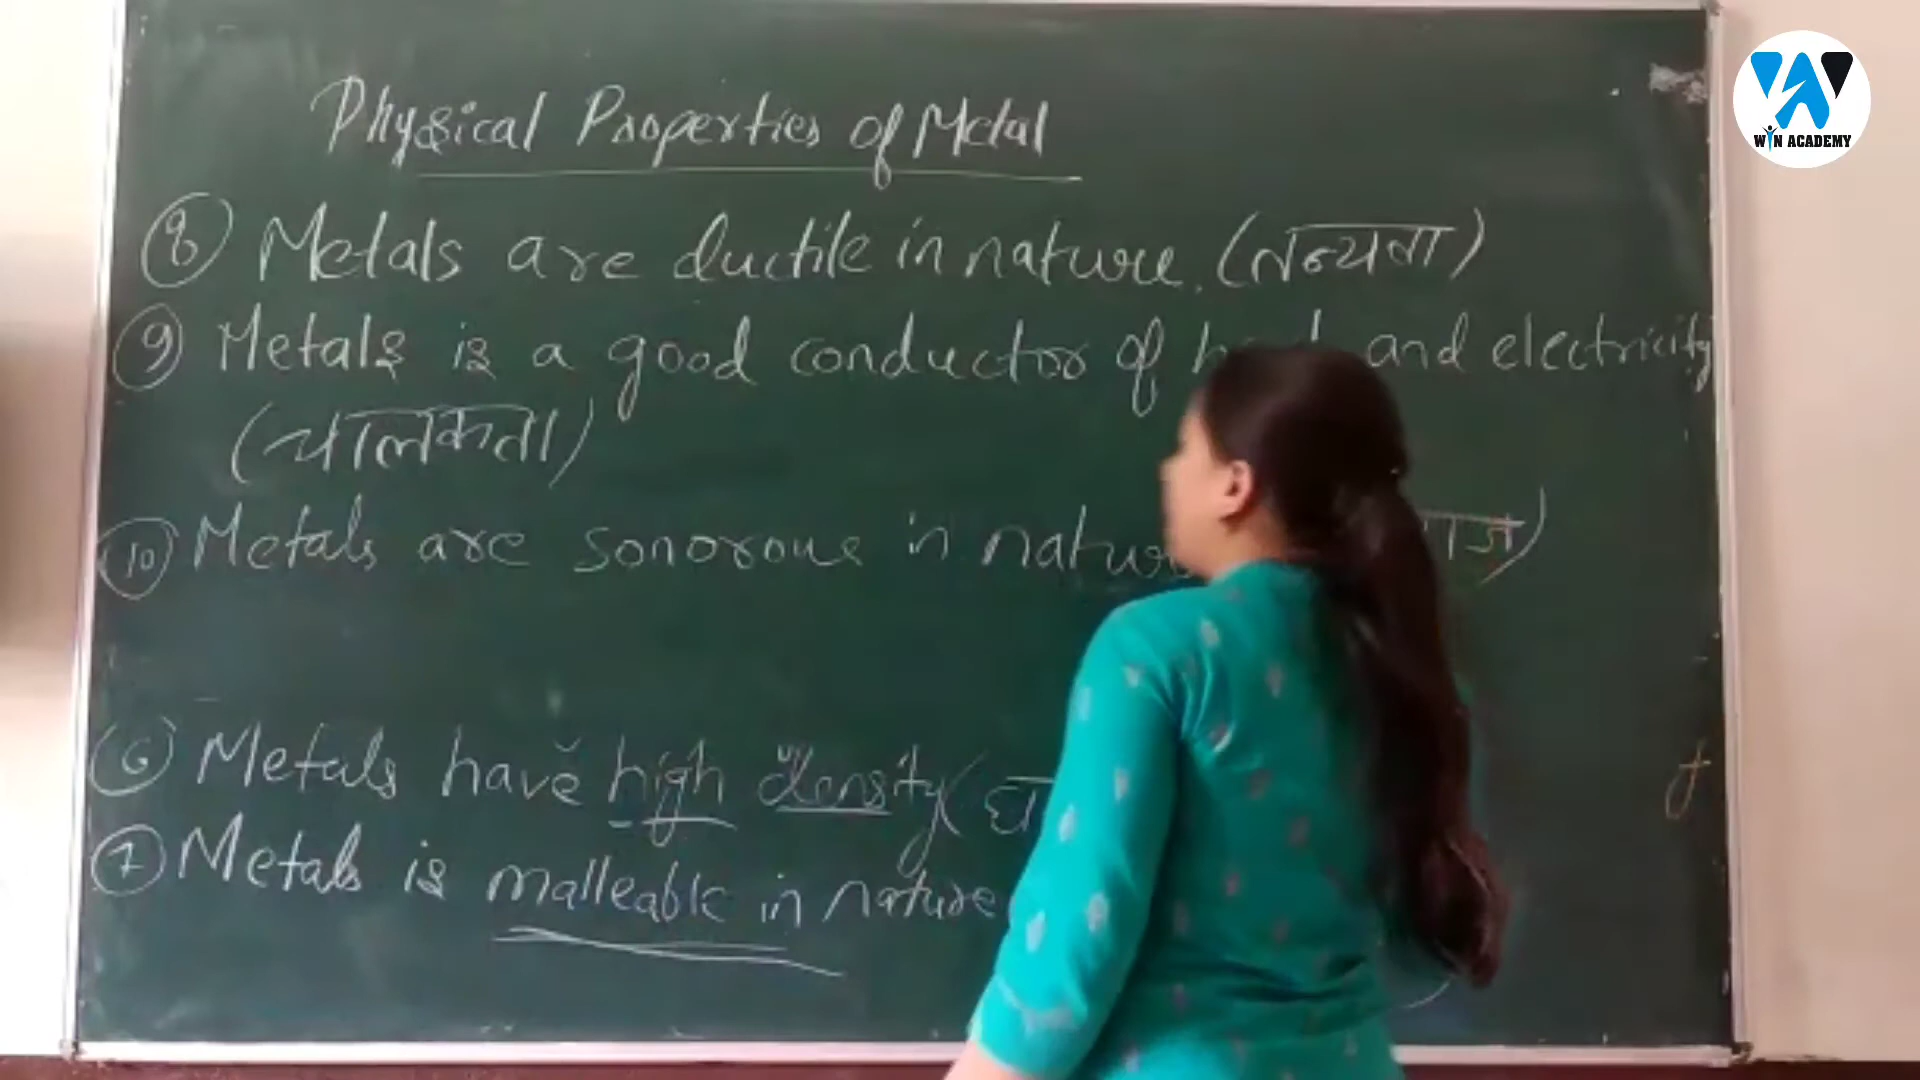 Physical Properties of Metal
⑧ Metals are ductile in nature. (तन्यता)
⑨ Metals is a good conductor of and electricity
(चालकता)
⑩ Metals are sonorous in nature
⑥ Metals have high density (
⑦ Metals is malleable in nature
WIN ACADEMY